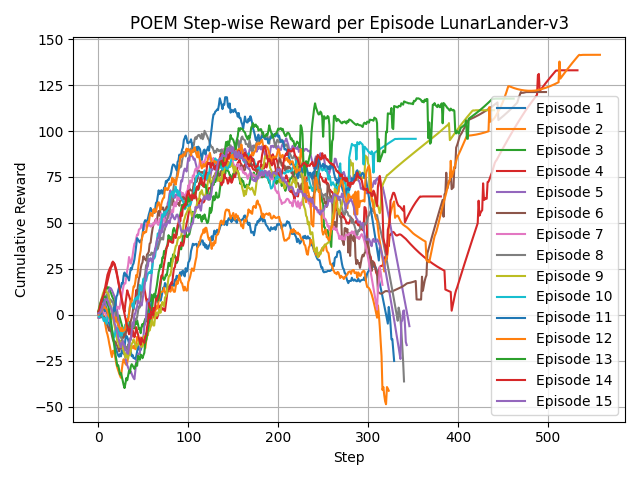 POEM Step-wise Reward per Episode LunarLander-v3
Cumulative Reward
150
125
100
75
50
25
0
−25
−50
0
100
200
300
400
500
Step
Episode 1
Episode 2
Episode 3
Episode 4
Episode 5
Episode 6
Episode 7
Episode 8
Episode 9
Episode 10
Episode 11
Episode 12
Episode 13
Episode 14
Episode 15